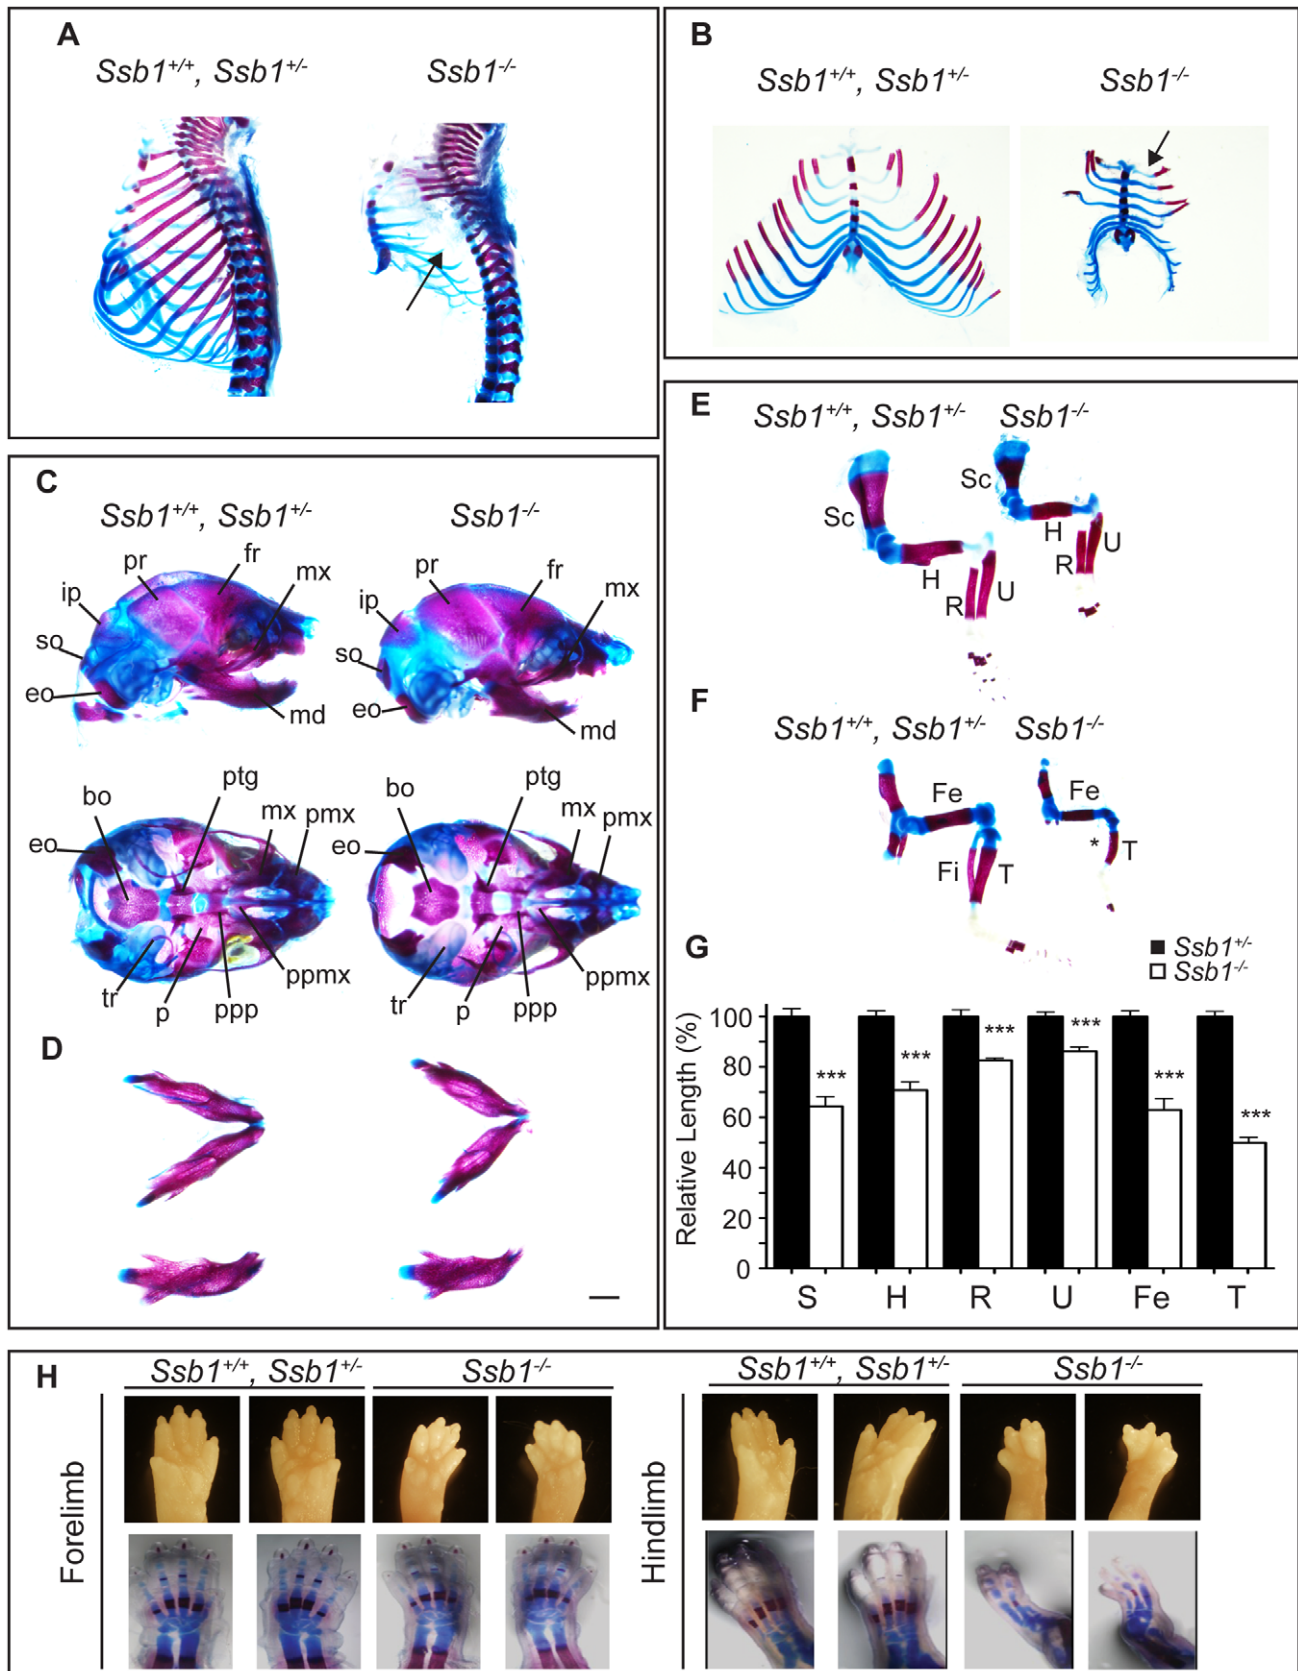 A
Ssb1+/+, Ssb1+/-
Ssb1-/-
B
Ssb1+/+, Ssb1+/-
Ssb1-/-
C
Ssb1+/+, Ssb1+/-
Ssb1-/-
pr
fr
mx
ip
so
eo
md
pr
fr
mx
ip
so
eo
md
bo
ptg
mx
pmx
eo
tr
p
ppp
ppmx
bo
ptg
mx
pmx
eo
tr
p
ppp
ppmx
D
E
Ssb1+/+, Ssb1+/-
Ssb1-/-
Sc
H
R
U
Sc
H
R
U
F
Ssb1+/+, Ssb1+/-
Ssb1-/-
Fe
Fi
T
Fe
*
T
G
Ssb1+/-
Ssb1-/-
Relative Length (%)
100
80
60
40
20
0
***
***
***
***
***
***
S H R U Fe T
H
Ssb1+/+, Ssb1+/-
Ssb1-/-
Ssb1+/+, Ssb1+/-
Ssb1-/-
Forelimb
Hindlimb